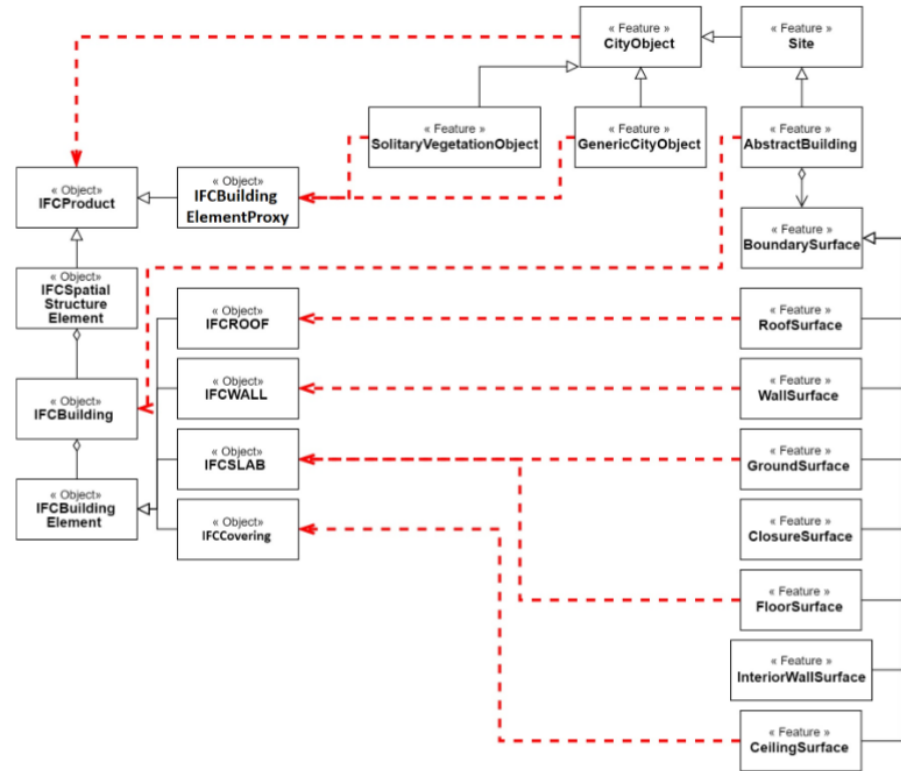 « Feature »
CityObject
« Feature »
Site
« Feature »
SolitaryVegetationObject
« Feature »
GenericCityObject
« Feature »
AbstractBuilding
« Object»
IFCProduct
« Object»
IFCBuilding
ElementProxy
« Feature »
BoundarySurface
« Object»
IFCSpatial
Structure
Element
« Object»
IFCROOF
« Feature »
RoofSurface
« Object»
IFCBuilding
« Object»
IFCWALL
« Feature »
WallSurface
« Object»
IFCSLAB
« Feature »
GroundSurface
« Object»
IFCBuilding
Element
« Object»
IFCCovering
« Feature »
ClosureSurface
« Feature »
FloorSurface
« Feature »
InteriorWallSurface
« Feature »
CeilingSurface